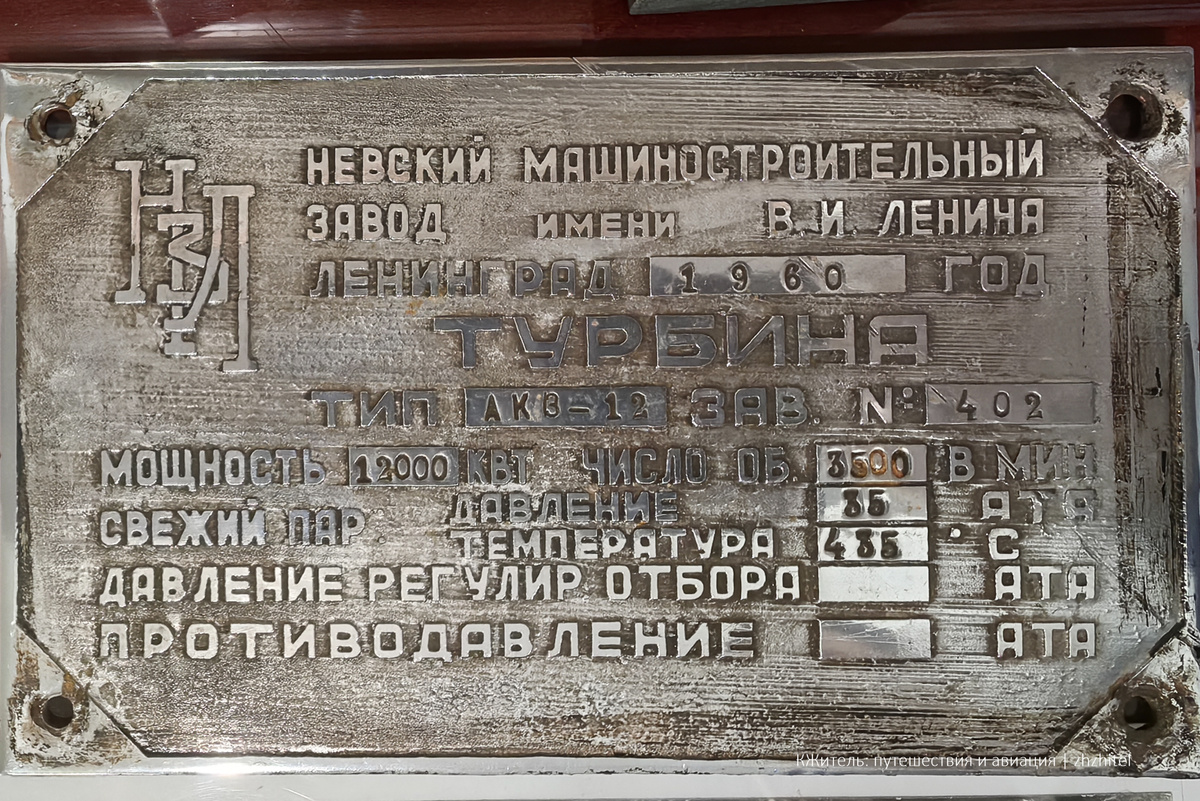 НЗЛ
НЕВСКИЙ МАШИНОСТРОИТЕЛЬНЫЙ
ЗАВОД ИМЕНИ В.И. ЛЕНИНА
ЛЕНИНГРАД 1960 ГОД
ТУРБИНА
ТИП АКВ-12 ЗАВ. № 402
МОЩНОСТЬ 12000 КВТ ЧИСЛО ОБ. 3500 В МИН
СВЕЖИЙ ПАР: ДАВЛЕНИЕ 35 АТА
ТЕМПЕРАТУРА 435 °С
ДАВЛЕНИЕ РЕГУЛИР. ОТБОРА АТА
ПРОТИВОДАВЛЕНИЕ АТА
ЖЖитель: путешествия и авиация | zhzhitel